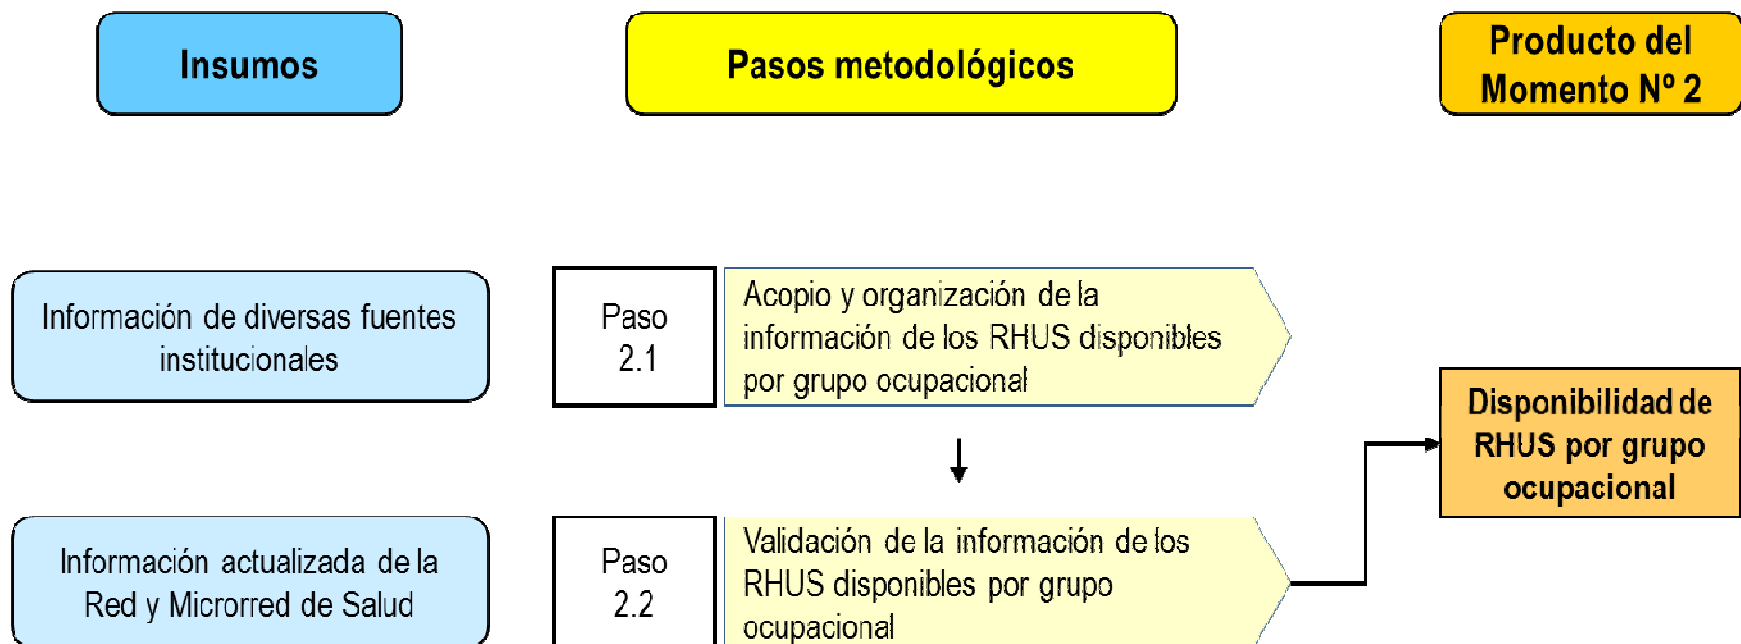 Insumos
Pasos metodológicos
Producto del
Momento Nº 2
Información de diversas fuentes
institucionales
Paso
2.1
Acopio y organización de la
información de los RHUS disponibles
por grupo ocupacional
Disponibilidad de
RHUS por grupo
ocupacional
Información actualizada de la
Red y Microrred de Salud
Paso
2.2
Validación de la información de los
RHUS disponibles por grupo
ocupacional